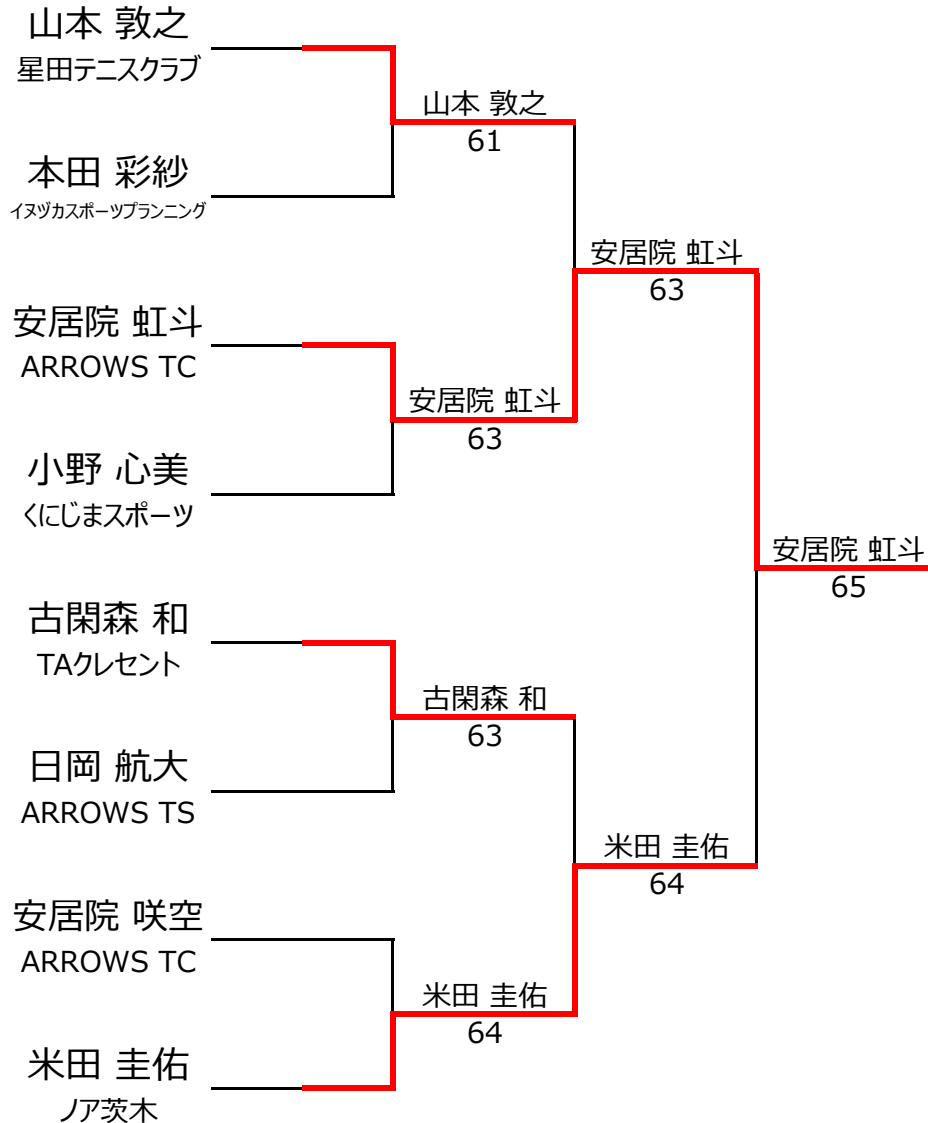 山本 敦之
星田テニスクラブ
山本 敦之
61
本田 彩紗
イヌヅカスポーツプランニング
安居院 虹斗
63
安居院 虹斗
ARROWS TC
安居院 虹斗
63
小野 心美
くにじまスポーツ
安居院 虹斗
65
古閑森 和
TAクレセント
古閑森 和
63
日岡 航大
ARROWS TS
米田 圭佑
64
安居院 咲空
ARROWS TC
米田 圭佑
64
米田 圭佑
ノア茨木